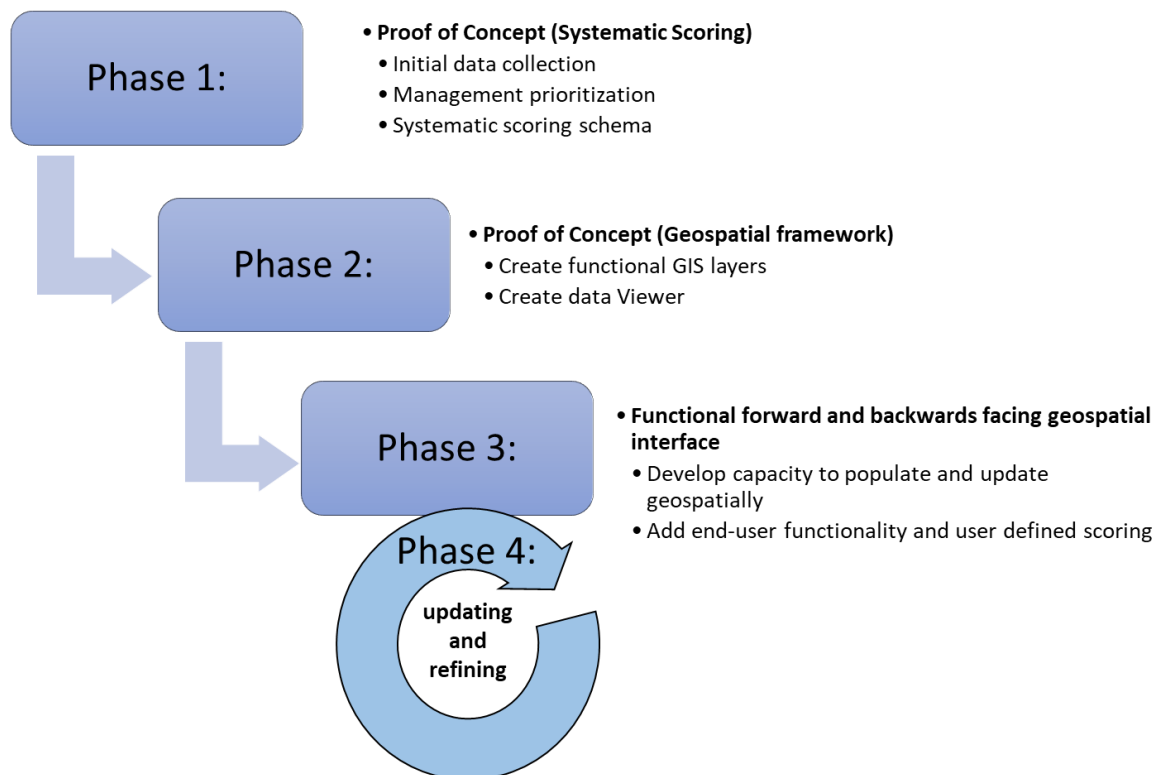 Phase 1:
• Proof of Concept (Systematic Scoring)
• Initial data collection
• Management prioritization
• Systematic scoring schema
Phase 2:
• Proof of Concept (Geospatial framework)
• Create functional GIS layers
• Create data Viewer
Phase 3:
• Functional forward and backwards facing geospatial
interface
• Develop capacity to populate and update
geospatially
• Add end-user functionality and user defined scoring
Phase 4:
updating
and
refining